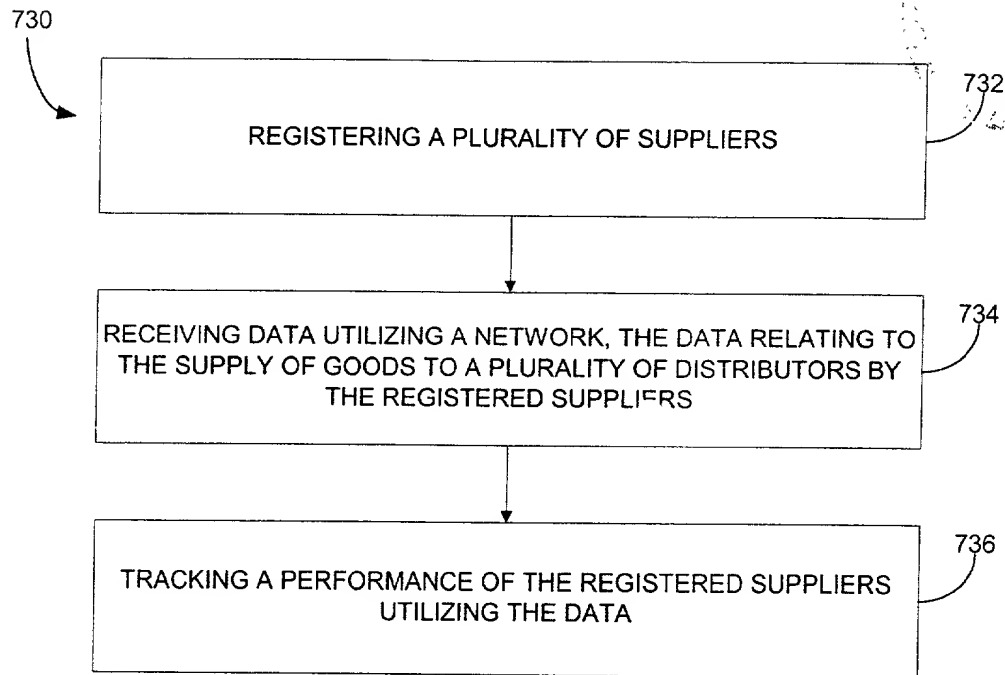 730
732
REGISTERING A PLURALITY OF SUPPLIERS
734
RECEIVING DATA UTILIZING A NETWORK, THE DATA RELATING TO
THE SUPPLY OF GOODS TO A PLURALITY OF DISTRIBUTORS BY
THE REGISTERED SUPPLIERS
736
TRACKING A PERFORMANCE OF THE REGISTERED SUPPLIERS
UTILIZING THE DATA